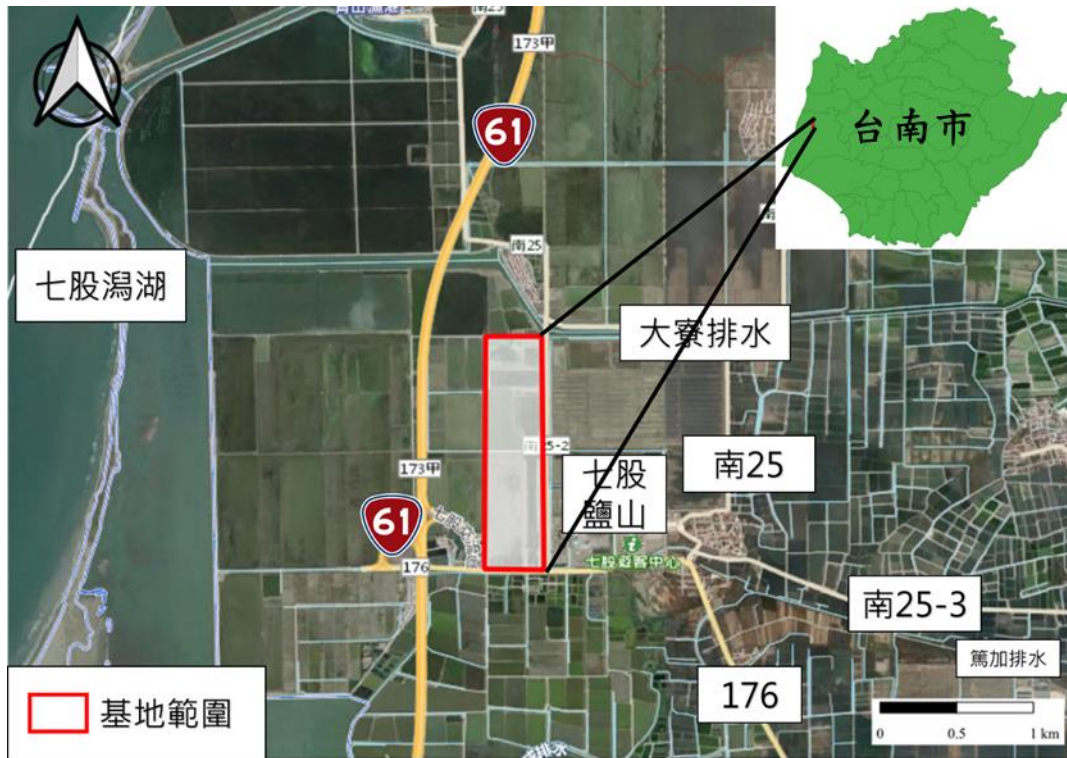 173甲
61
台南市
南25
七股潟湖
大寮排水
南25-2
南25
173甲
七股
鹽山
61
176
七股遊客中心
南25-3
篤加排水
176
基地範圍
0
0.5
1 km